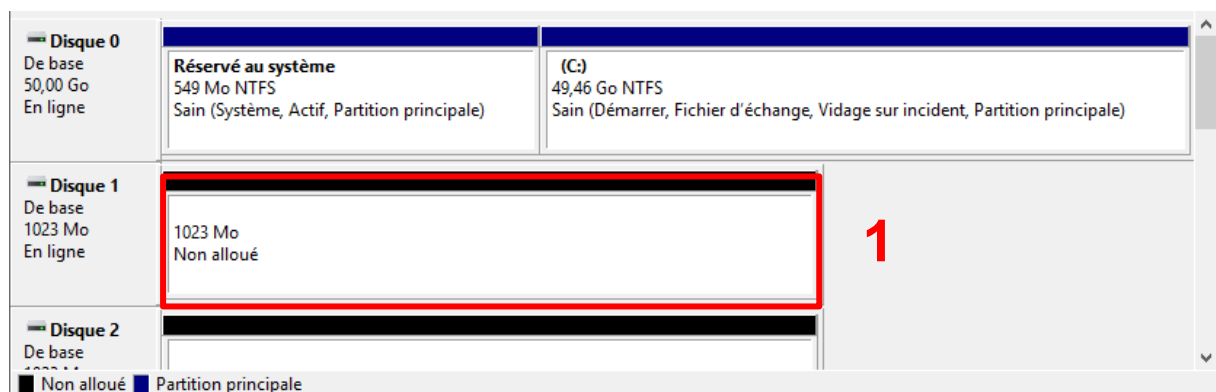 Disque 0
De base
50,00 Go
En ligne
Réservé au système
549 Mo NTFS
Sain (Système, Actif, Partition principale)
(C:)
49,46 Go NTFS
Sain (Démarrer, Fichier d'échange, Vidage sur incident, Partition principale)
Disque 1
De base
1023 Mo
En ligne
1023 Mo
Non alloué
1
Disque 2
De base
Non alloué
Partition principale